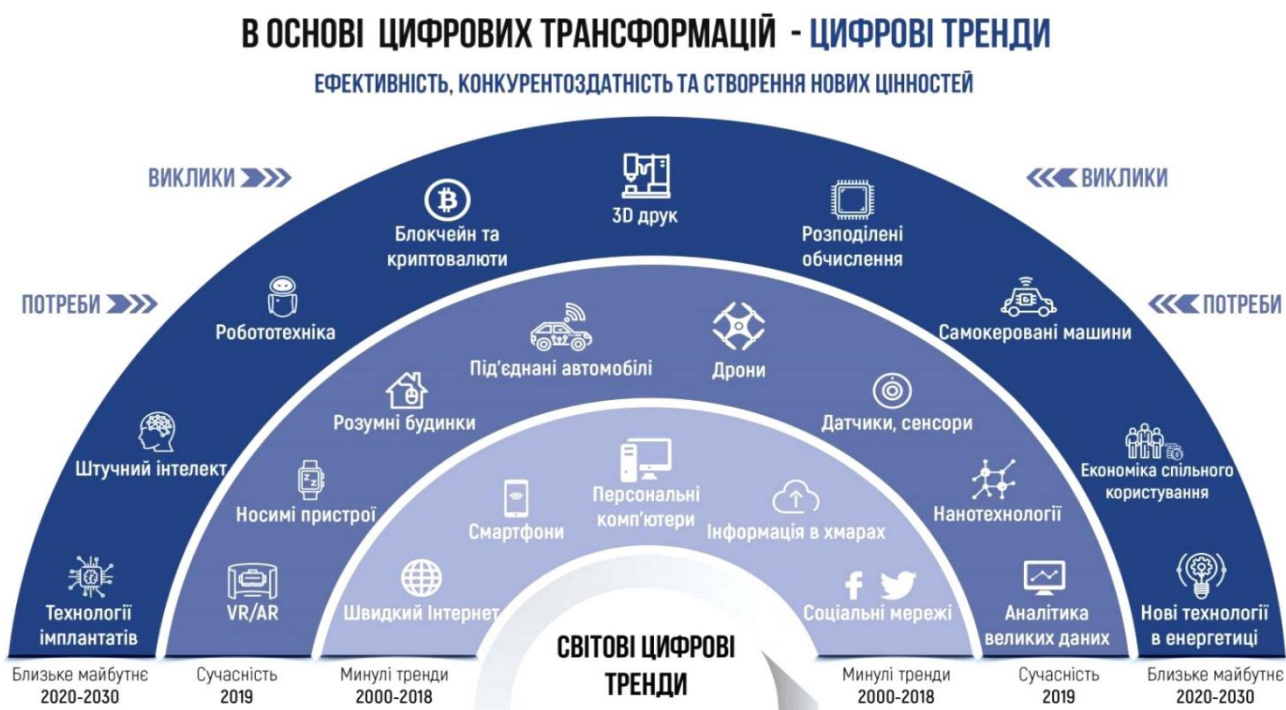 В ОСНОВІ ЦИФРОВИХ ТРАНСФОРМАЦІЙ - ЦИФРОВІ ТРЕНДИ
ЕФЕКТИВНІСТЬ, КОНКУРЕНТОЗДАТНІСТЬ ТА СТВОРЕННЯ НОВИХ ЦІННОСТЕЙ
ВИКЛИКИ
ВИКЛИКИ
ПОТРЕБИ
ПОТРЕБИ
Технології
імплантатів
Штучний інтелект
Робототехніка
Блокчейн та
криптовалюти
3D друк
Розподілені
обчислення
Самокеровані машини
Економіка спільного
користування
Нові технології
в енергетиці
VR/AR
Носимі пристрої
Розумні будинки
Під'єднані автомобілі
Дрони
Датчики, сенсори
Нанотехнології
Аналітика
великих даних
Швидкий Інтернет
Смартфони
Персональні
комп'ютери
Інформація в хмарах
Соціальні мережі
СВІТОВІ ЦИФРОВІ
ТРЕНДИ
Близьке майбутнє
2020-2030
Сучасність
2019
Минулі тренди
2000-2018
Минулі тренди
2000-2018
Сучасність
2019
Близьке майбутнє
2020-2030